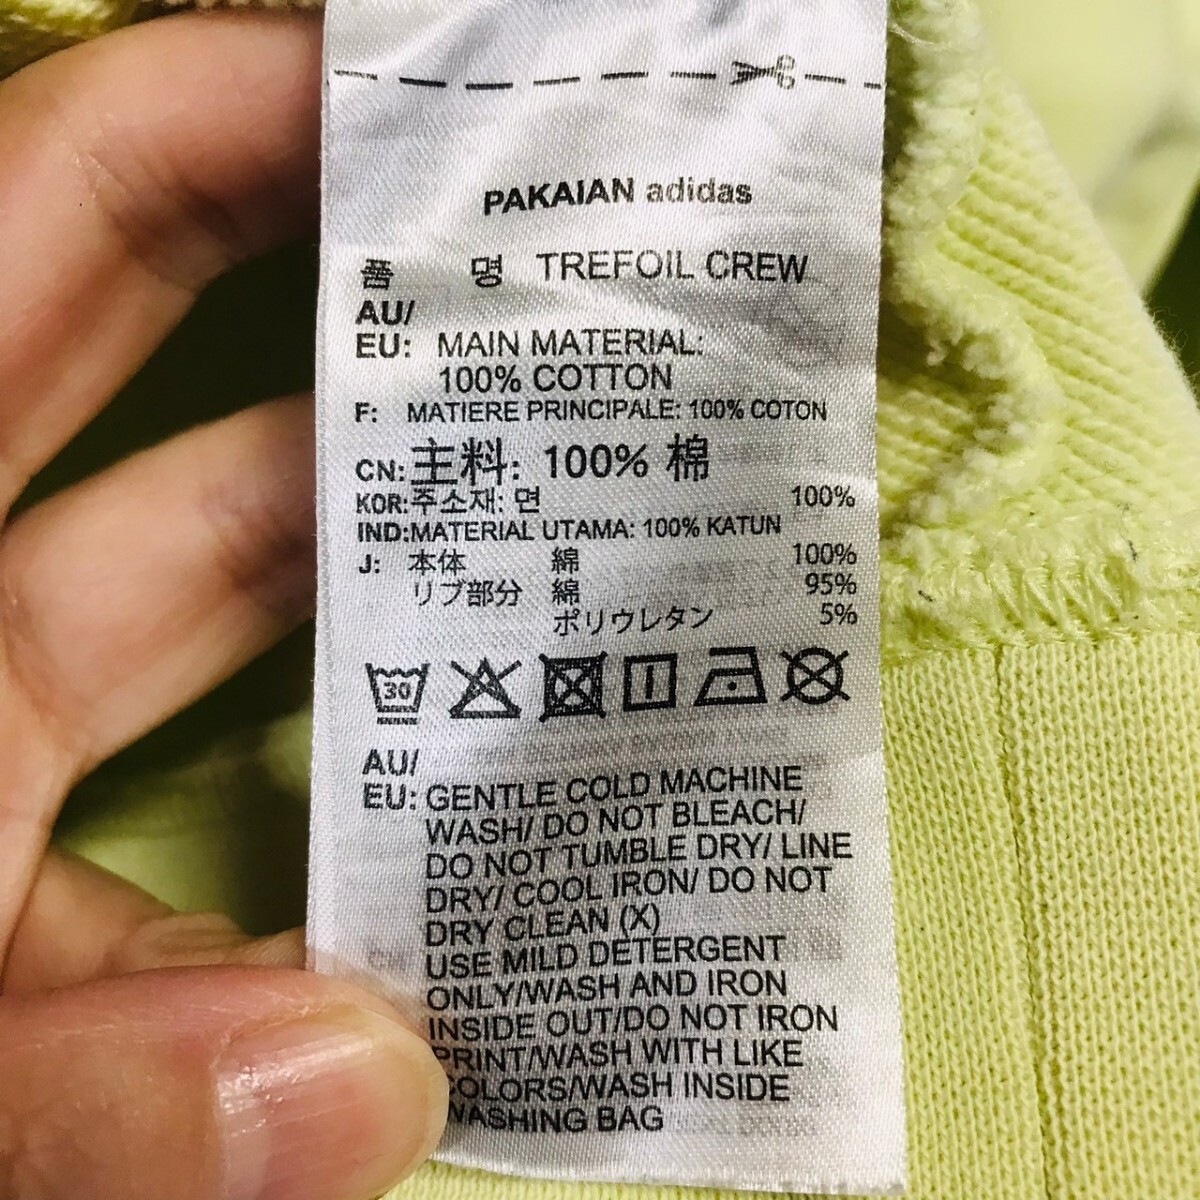 PAKAIAN adidas
품 명 TREFOIL CREW
AU/
EU: MAIN MATERIAL:
100% COTTON
F: MATIERE PRINCIPALE: 100% COTON
CN: 主料: 100% 棉
KOR:주소재: 면 100%
IND:MATERIAL UTAMA: 100% KATUN
J: 本体 綿 100%
リブ部分 綿 95%
ポリウレタン 5%
30
AU/
EU: GENTLE COLD MACHINE
WASH/ DO NOT BLEACH/
DO NOT TUMBLE DRY/ LINE
DRY/ COOL IRON/ DO NOT
DRY CLEAN (X)
USE MILD DETERGENT
ONLY/WASH AND IRON
INSIDE OUT/DO NOT IRON
PRINT/WASH WITH LIKE
COLORS/WASH INSIDE
WASHING BAG